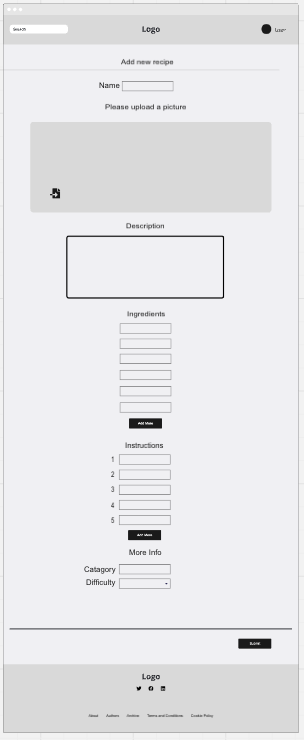 Search
Logo
User
Add new recipe
Name
Please upload a picture
Description
Ingredients
Add More
Instructions
1
2
3
4
5
Add More
More Info
Catagory
Difficulty
Submit
Logo
About Authors Archive Terms and Conditions Cookie Policy